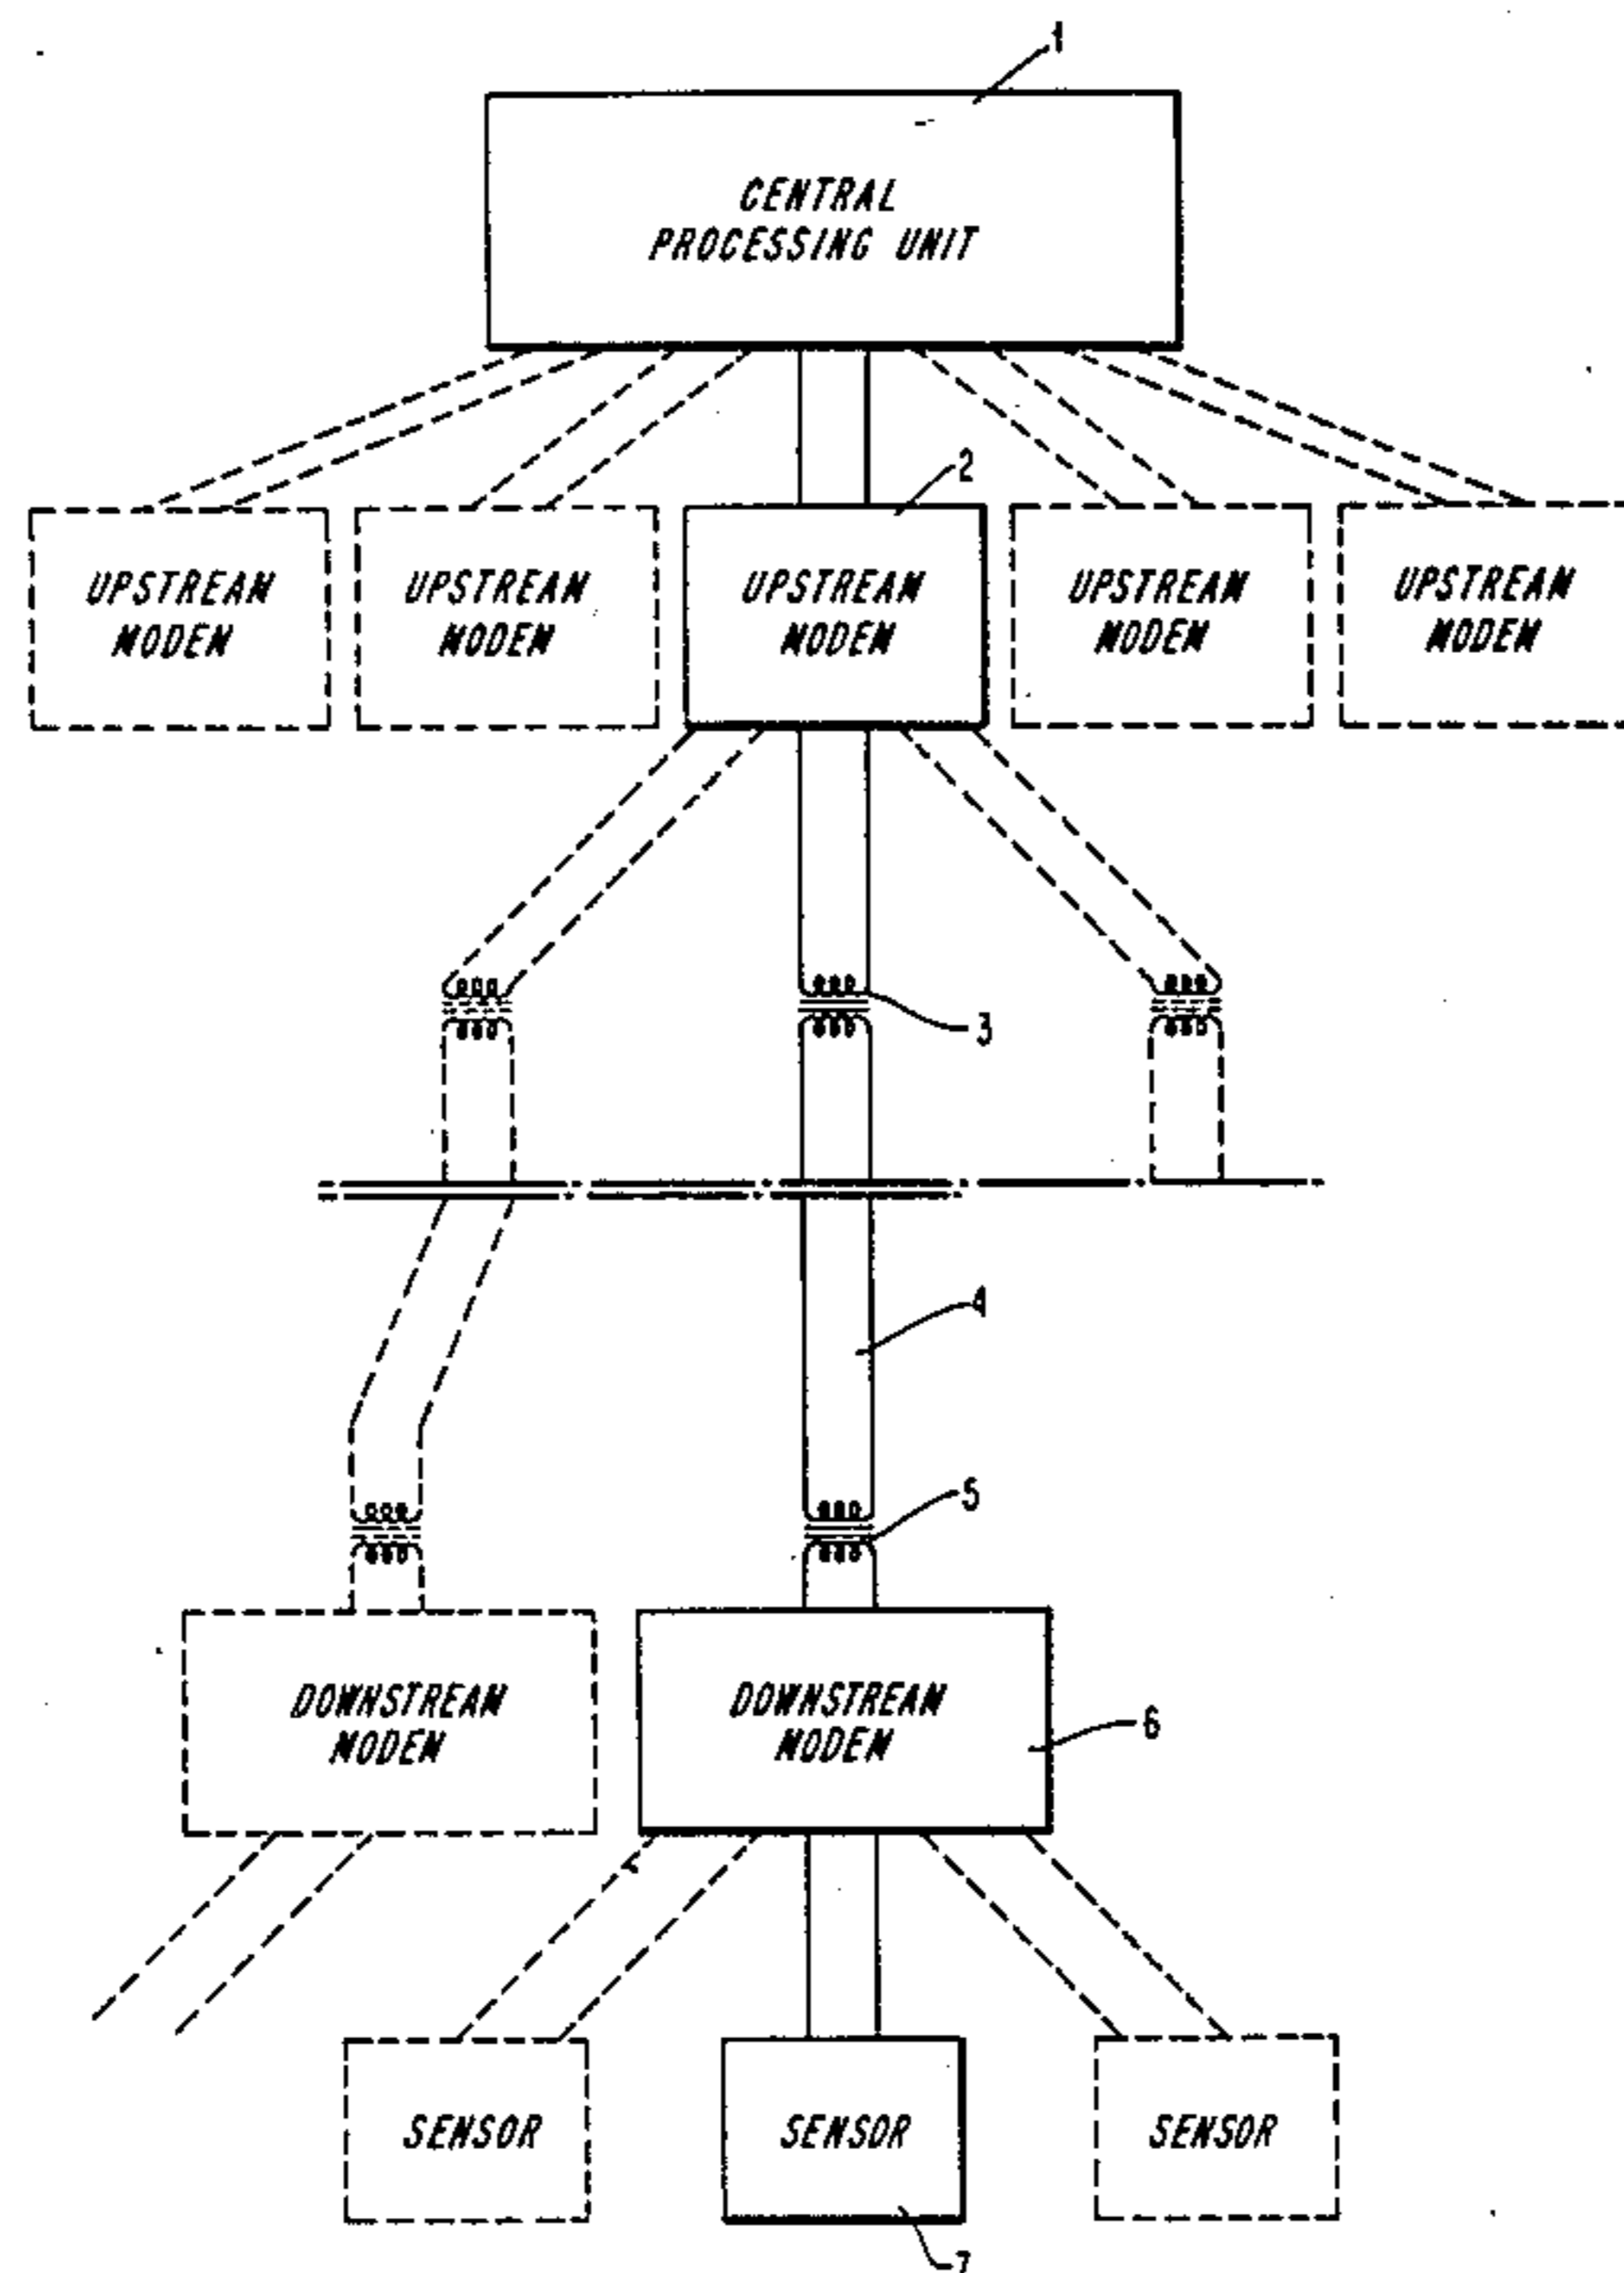 1
CENTRAL
PROCESSING UNIT
2
UPSTREAM
MODEM
UPSTREAM
MODEM
UPSTREAM
MODEM
UPSTREAM
MODEM
UPSTREAM
MODEM
3
4
5
DOWNSTREAM
MODEM
DOWNSTREAM
MODEM
6
SENSOR
SENSOR
SENSOR
7